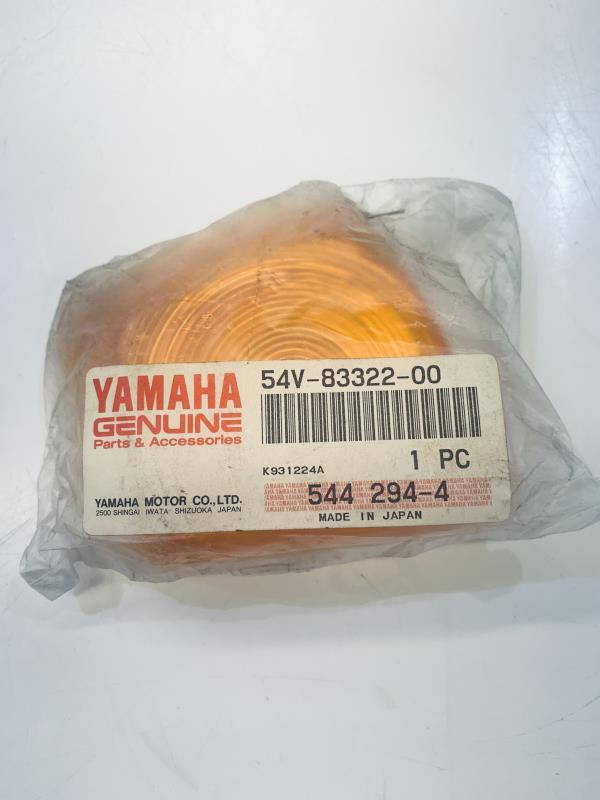 YAMAHA
GENUINE
Parts & Accessories
YAMAHA MOTOR CO.,LTD.
2500 SHINGAI IWATA SHIZUOKA JAPAN
54V-83322-00
K931224A
1 PC
544 294-4
MADE IN JAPAN